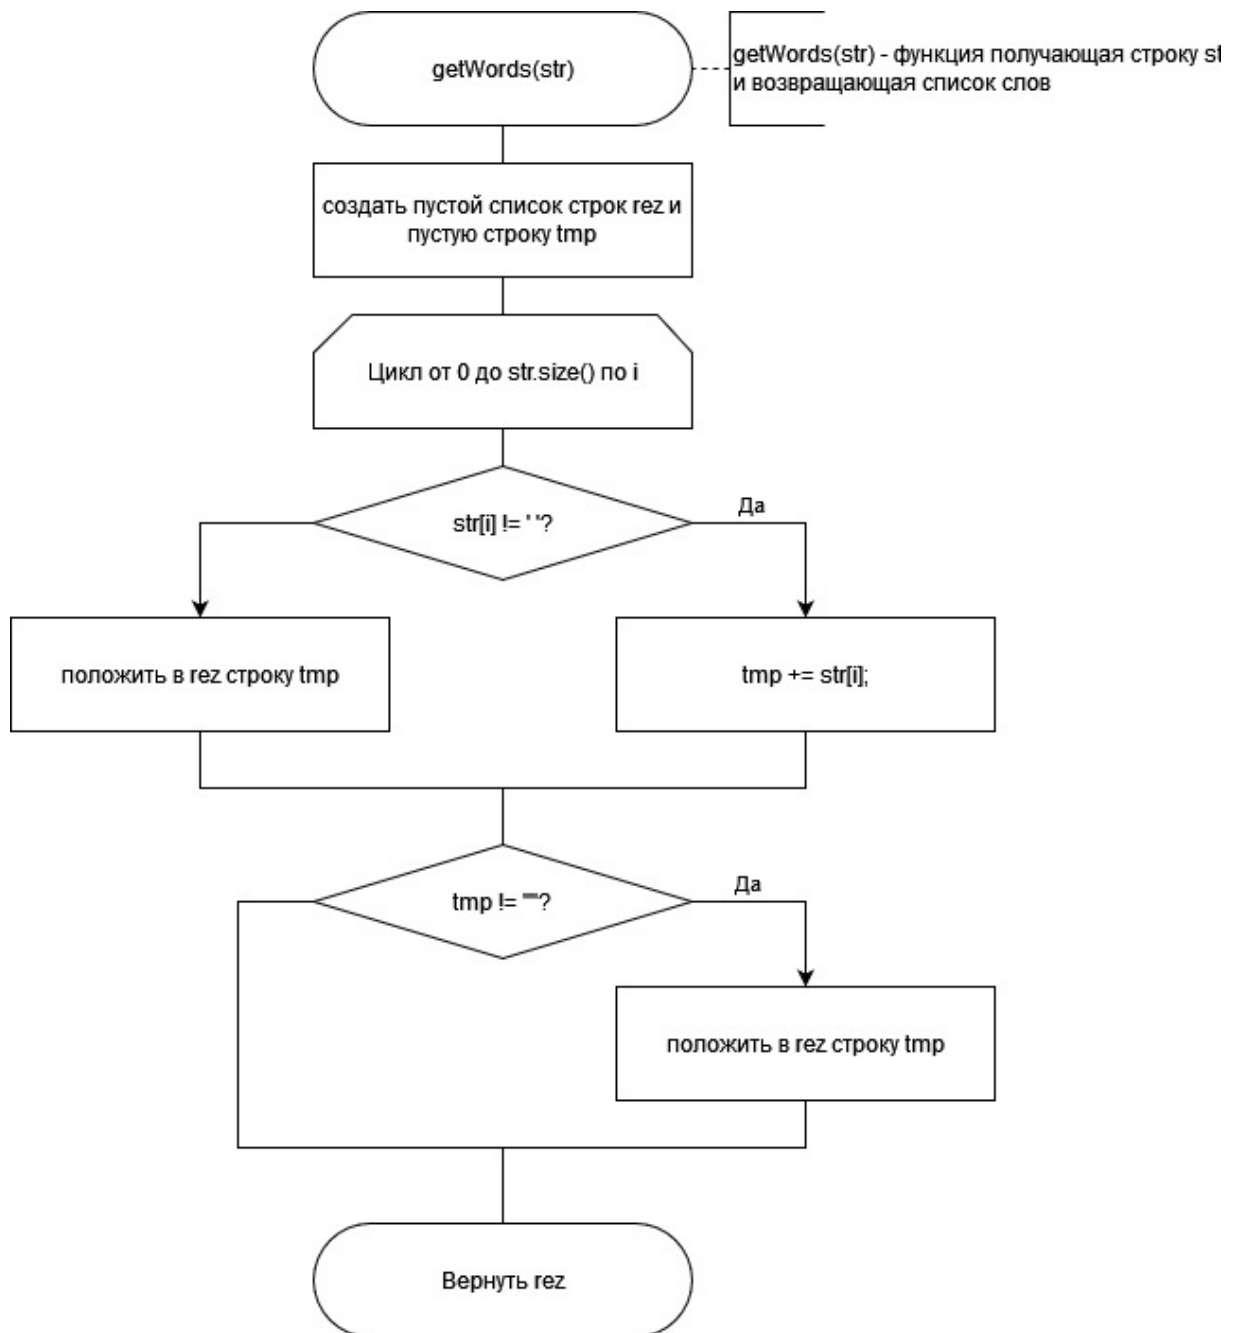 getWords(str)
getWords(str) - функция получающая строку st
и возвращающая список слов
создать пустой список строк rez и
пустую строку tmp
Цикл от 0 до str.size() по i
str[i] != ' '?
Да
положить в rez строку tmp
tmp += str[i];
tmp != ""?
Да
положить в rez строку tmp
Вернуть rez